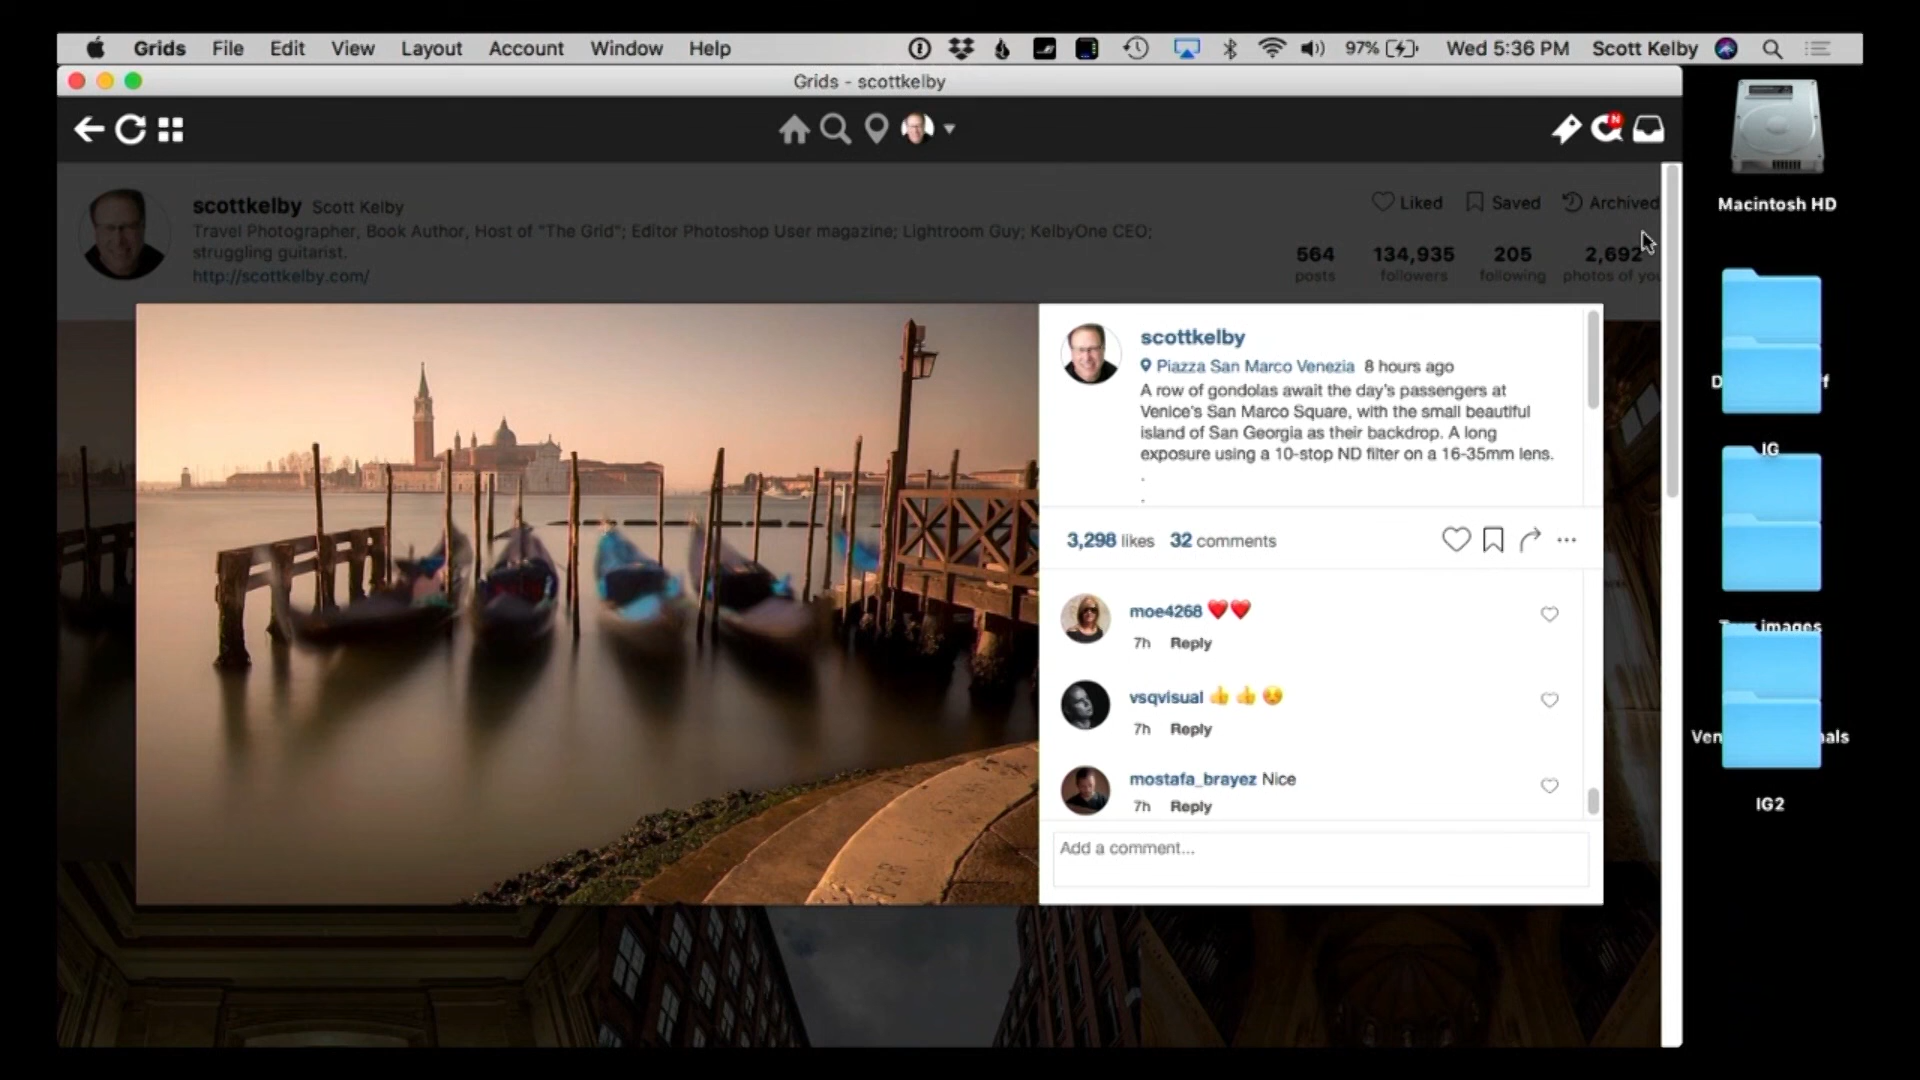 Grids File Edit View Layout Account Window Help 97% Wed 5:36 PM Scott Kelby
Grids - scottkelby
N
scottkelby Scott Kelby
Liked Saved Archived
Travel Photographer, Book Author, Host of "The Grid"; Editor Photoshop User magazine; Lightroom Guy; KelbyOne CEO;
struggling guitarist.
http://scottkelby.com/
564 134,935 205 2,692
posts followers following photos of you
Macintosh HD
scottkelby
Piazza San Marco Venezia 8 hours ago
A row of gondolas await the day's passengers at
Venice's San Marco Square, with the small beautiful
island of San Georgia as their backdrop. A long
exposure using a 10-stop ND filter on a 16-35mm lens.
.
.
3,298 likes 32 comments
moe4268 ❤️❤️
7h Reply
vsqvisual 👍👍
7h Reply
mostafa_brayez Nice
7h Reply
Add a comment...
IG
images
IG2